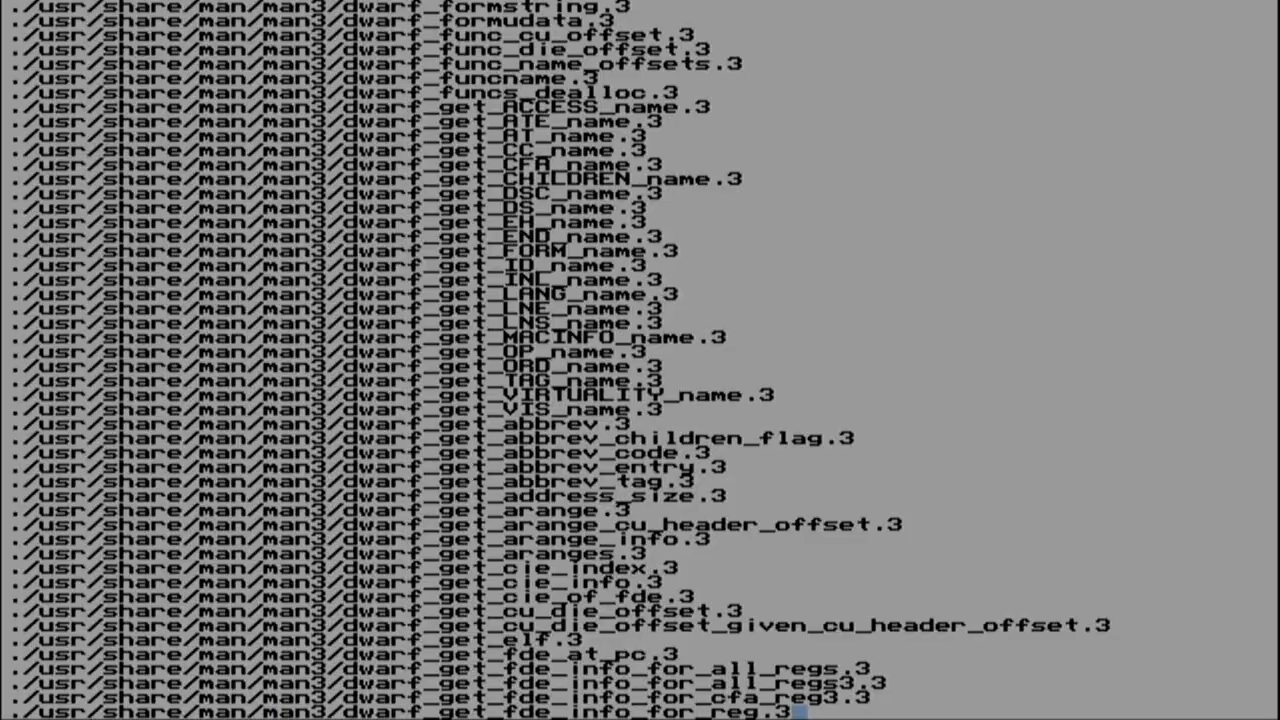 ./usr/share/man/man3/dwarf_formstring.3
./usr/share/man/man3/dwarf_formudata.3
./usr/share/man/man3/dwarf_func_cu_offset.3
./usr/share/man/man3/dwarf_func_die_offset.3
./usr/share/man/man3/dwarf_func_name_offsets.3
./usr/share/man/man3/dwarf_funcname.3
./usr/share/man/man3/dwarf_funcs_dealloc.3
./usr/share/man/man3/dwarf_get_ACCESS_name.3
./usr/share/man/man3/dwarf_get_ATE_name.3
./usr/share/man/man3/dwarf_get_AT_name.3
./usr/share/man/man3/dwarf_get_CC_name.3
./usr/share/man/man3/dwarf_get_CFA_name.3
./usr/share/man/man3/dwarf_get_CHILDREN_name.3
./usr/share/man/man3/dwarf_get_DSC_name.3
./usr/share/man/man3/dwarf_get_DS_name.3
./usr/share/man/man3/dwarf_get_EH_name.3
./usr/share/man/man3/dwarf_get_END_name.3
./usr/share/man/man3/dwarf_get_FORM_name.3
./usr/share/man/man3/dwarf_get_ID_name.3
./usr/share/man/man3/dwarf_get_INL_name.3
./usr/share/man/man3/dwarf_get_LANG_name.3
./usr/share/man/man3/dwarf_get_LNE_name.3
./usr/share/man/man3/dwarf_get_LNS_name.3
./usr/share/man/man3/dwarf_get_MACINFO_name.3
./usr/share/man/man3/dwarf_get_OP_name.3
./usr/share/man/man3/dwarf_get_ORD_name.3
./usr/share/man/man3/dwarf_get_TAG_name.3
./usr/share/man/man3/dwarf_get_VIRTUALITY_name.3
./usr/share/man/man3/dwarf_get_VIS_name.3
./usr/share/man/man3/dwarf_get_abbrev.3
./usr/share/man/man3/dwarf_get_abbrev_children_flag.3
./usr/share/man/man3/dwarf_get_abbrev_code.3
./usr/share/man/man3/dwarf_get_abbrev_entry.3
./usr/share/man/man3/dwarf_get_abbrev_tag.3
./usr/share/man/man3/dwarf_get_address_size.3
./usr/share/man/man3/dwarf_get_arange.3
./usr/share/man/man3/dwarf_get_arange_cu_header_offset.3
./usr/share/man/man3/dwarf_get_arange_info.3
./usr/share/man/man3/dwarf_get_aranges.3
./usr/share/man/man3/dwarf_get_cie_index.3
./usr/share/man/man3/dwarf_get_cie_info.3
./usr/share/man/man3/dwarf_get_cie_of_fde.3
./usr/share/man/man3/dwarf_get_cu_die_offset.3
./usr/share/man/man3/dwarf_get_cu_die_offset_given_cu_header_offset.3
./usr/share/man/man3/dwarf_get_elf.3
./usr/share/man/man3/dwarf_get_fde_at_pc.3
./usr/share/man/man3/dwarf_get_fde_info_for_all_regs.3
./usr/share/man/man3/dwarf_get_fde_info_for_all_regs3.3
./usr/share/man/man3/dwarf_get_fde_info_for_cfa_reg3.3
./usr/share/man/man3/dwarf_get_fde_info_for_reg.3